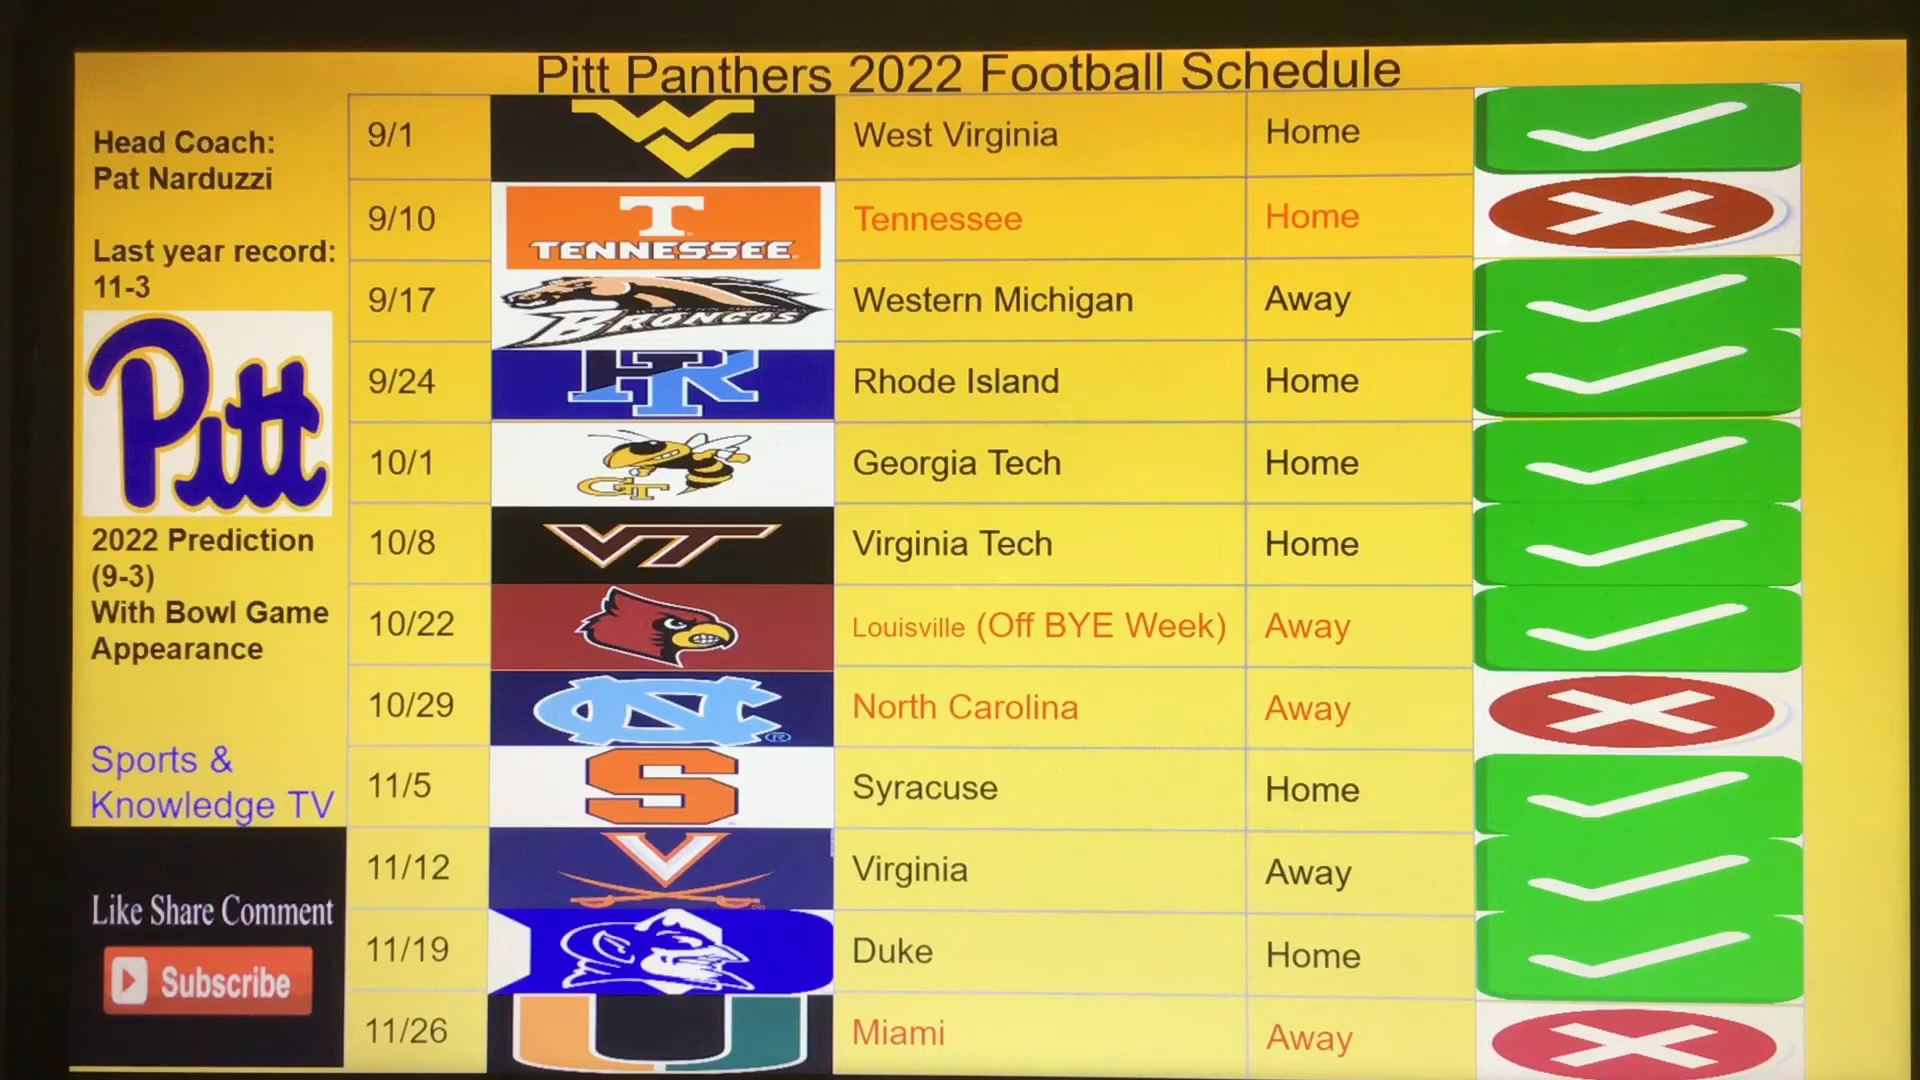 Pitt Panthers 2022 Football Schedule
Head Coach:
Pat Narduzzi
Last year record:
11-3
Pitt
2022 Prediction
(9-3)
With Bowl Game
Appearance
Sports &
Knowledge TV
Like Share Comment
Subscribe
9/1 WV West Virginia Home
9/10 T TENNESSEE Tennessee Home
9/17 BRONCOS Western Michigan Away
9/24 R Rhode Island Home
10/1 GT Georgia Tech Home
10/8 VT Virginia Tech Home
10/22 Louisville (Off BYE Week) Away
10/29 NC ® North Carolina Away
11/5 S Syracuse Home
11/12 V Virginia Away
11/19 Duke Home
11/26 U Miami Away